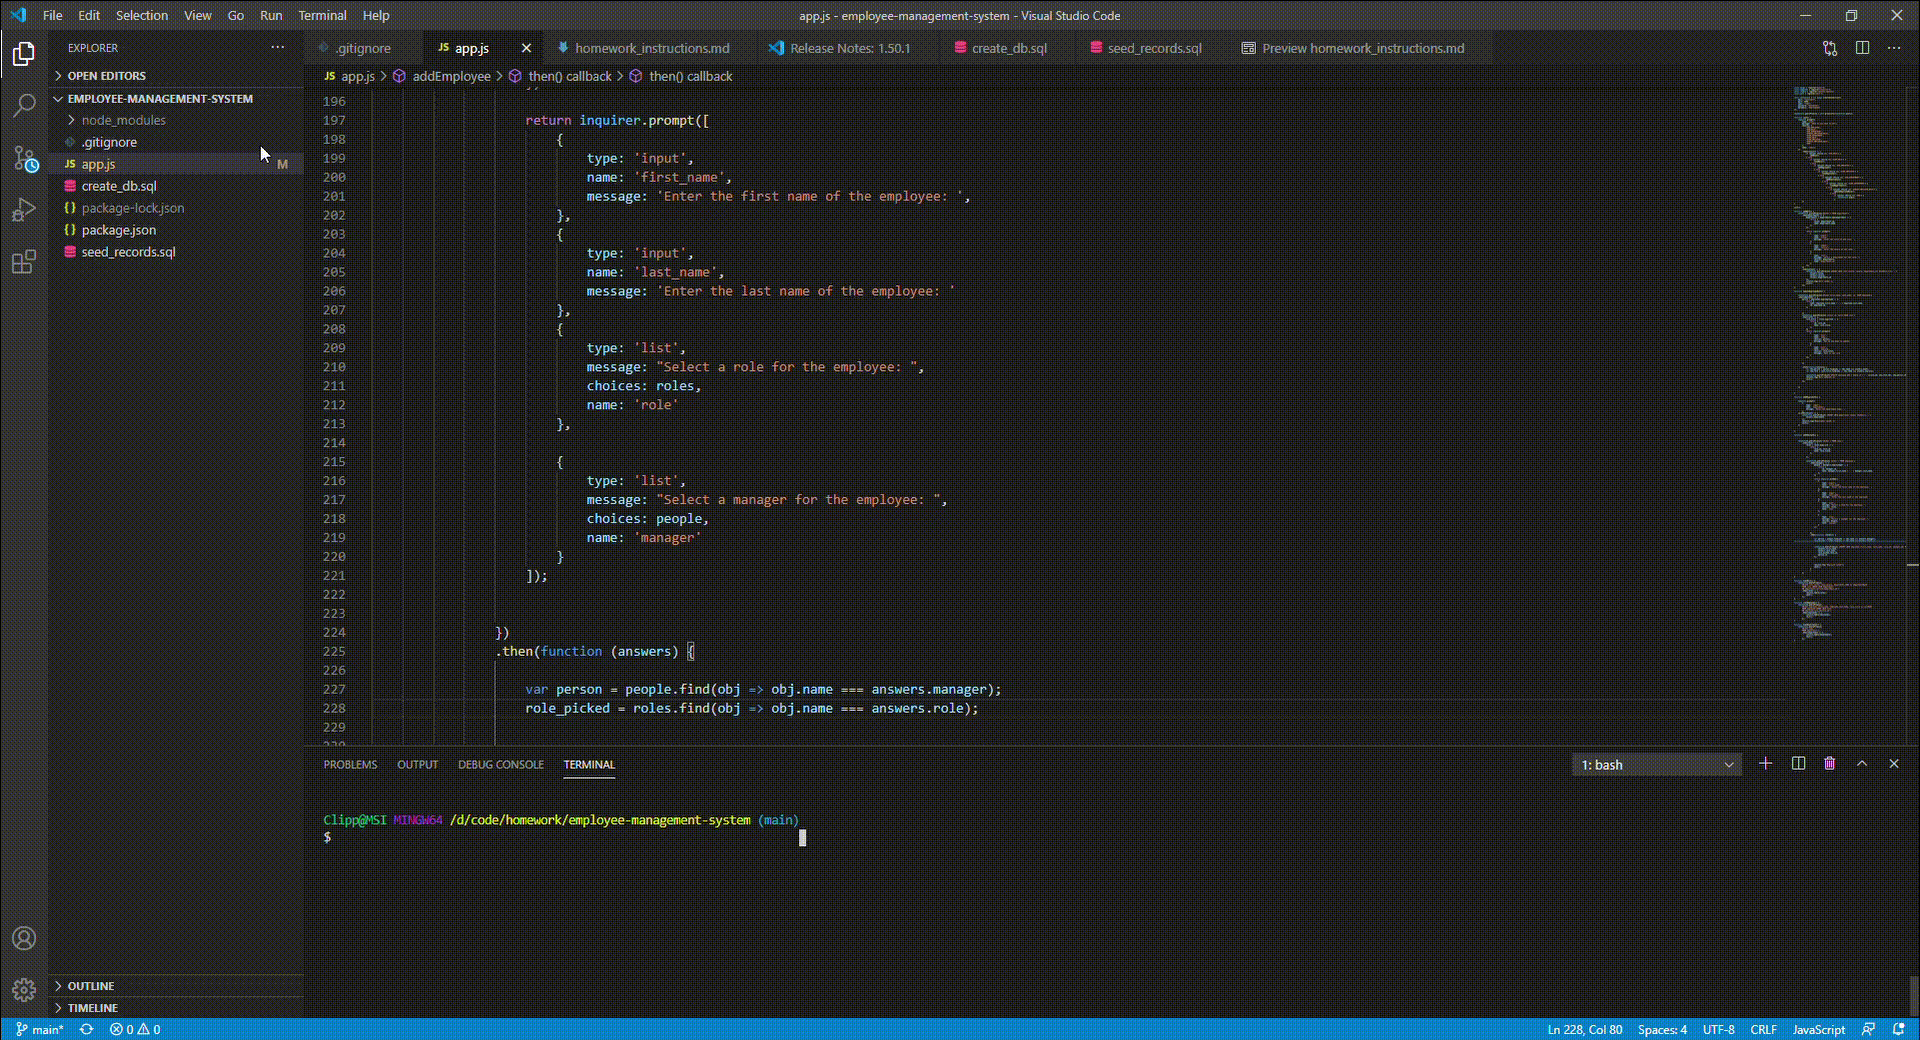 File Edit Selection View Go Run Terminal Help
app.js - employee-management-system - Visual Studio Code
EXPLORER
OPEN EDITORS
EMPLOYEE-MANAGEMENT-SYSTEM
node_modules
.gitignore
JS app.js M
create_db.sql
{} package-lock.json
{} package.json
seed_records.sql
OUTLINE
TIMELINE
.gitignore JS app.js homework_instructions.md Release Notes: 1.50.1 create_db.sql seed_records.sql Preview homework_instructions.md
JS app.js > addEmployee > then() callback > then() callback
196
197 return inquirer.prompt([
198 {
199 type: 'input',
200 name: 'first_name',
201 message: 'Enter the first name of the employee: ',
202 },
203 {
204 type: 'input',
205 name: 'last_name',
206 message: 'Enter the last name of the employee: '
207 },
208 {
209 type: 'list',
210 message: "Select a role for the employee: ",
211 choices: roles,
212 name: 'role'
213 },
214
215 {
216 type: 'list',
217 message: "Select a manager for the employee: ",
218 choices: people,
219 name: 'manager'
220 }
221 ]);
222
223
224 })
225 .then(function (answers) {
226
227 var person = people.find(obj => obj.name === answers.manager);
228 role_picked = roles.find(obj => obj.name === answers.role);
229
PROBLEMS OUTPUT DEBUG CONSOLE TERMINAL 1: bash
Clipp@MSI MINGW64 /d/code/homework/employee-management-system (main)
$
main* 0 0 Ln 228, Col 80 Spaces: 4 UTF-8 CRLF JavaScript